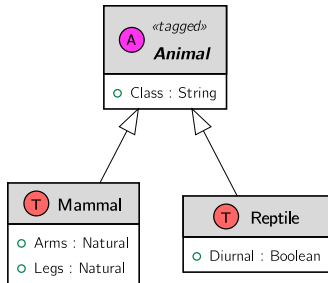 «tagged»
A Animal
Class : String
T Mammal
Arms : Natural
Legs : Natural
T Reptile
Diurnal : Boolean